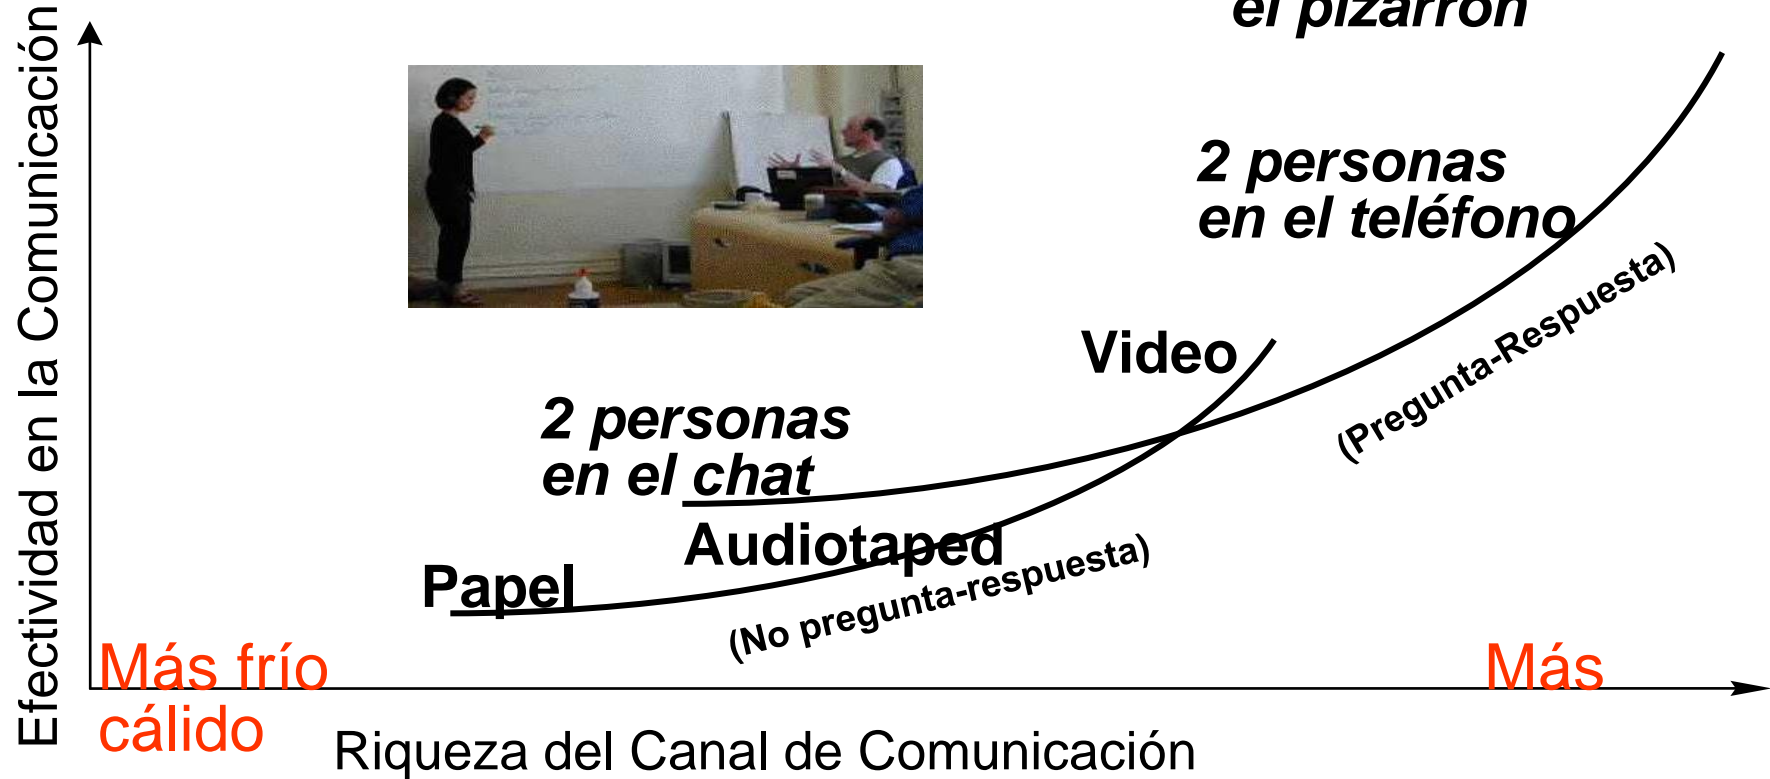 el pizarrón
Efectividad en la Comunicación
2 personas
en el teléfono
Video
(Pregunta-Respuesta)
2 personas
en el chat
Audiotaped
Papel
(No pregunta-respuesta)
Más frío
Más
cálido
Riqueza del Canal de Comunicación